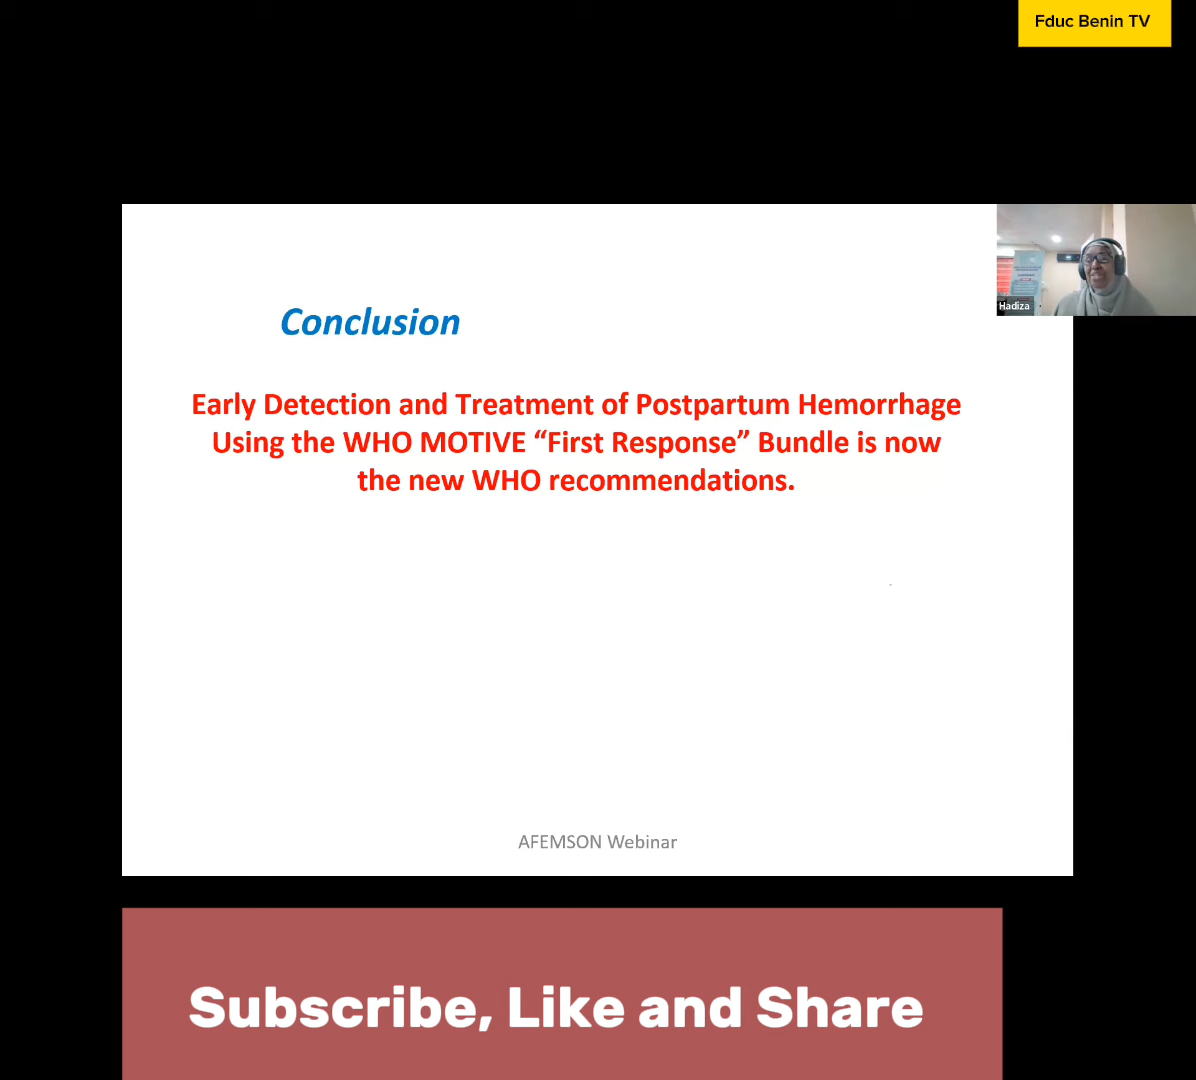 Fduc Benin TV
Hadiza
Conclusion
Early Detection and Treatment of Postpartum Hemorrhage
Using the WHO MOTIVE “First Response” Bundle is now
the new WHO recommendations.
AFEMSON Webinar
Subscribe, Like and Share